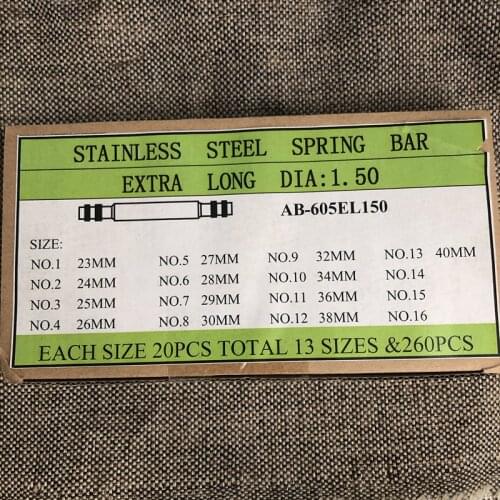 STAINLESS STEEL SPRING BAR
EXTRA LONG DIA:1.50
AB-605EL150
SIZE:
NO.1 23MM NO.5 27MM NO.9 32MM NO.13 40MM
NO.2 24MM NO.6 28MM NO.10 34MM NO.14
NO.3 25MM NO.7 29MM NO.11 36MM NO.15
NO.4 26MM NO.8 30MM NO.12 38MM NO.16
EACH SIZE 20PCS TOTAL 13 SIZES &260PCS